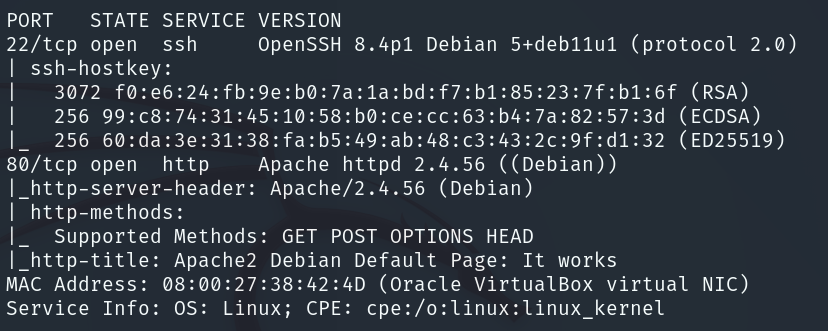 PORT   STATE SERVICE VERSION
22/tcp open  ssh     OpenSSH 8.4p1 Debian 5+deb11u1 (protocol 2.0)
| ssh-hostkey:
|   3072 f0:e6:24:fb:9e:b0:7a:1a:bd:f7:b1:85:23:7f:b1:6f (RSA)
|   256 99:c8:74:31:45:10:58:b0:ce:cc:63:b4:7a:82:57:3d (ECDSA)
|_  256 60:da:3e:31:38:fa:b5:49:ab:48:c3:43:2c:9f:d1:32 (ED25519)
80/tcp open  http    Apache httpd 2.4.56 ((Debian))
|_http-server-header: Apache/2.4.56 (Debian)
| http-methods:
|_  Supported Methods: GET POST OPTIONS HEAD
|_http-title: Apache2 Debian Default Page: It works
MAC Address: 08:00:27:38:42:4D (Oracle VirtualBox virtual NIC)
Service Info: OS: Linux; CPE: cpe:/o:linux:linux_kernel